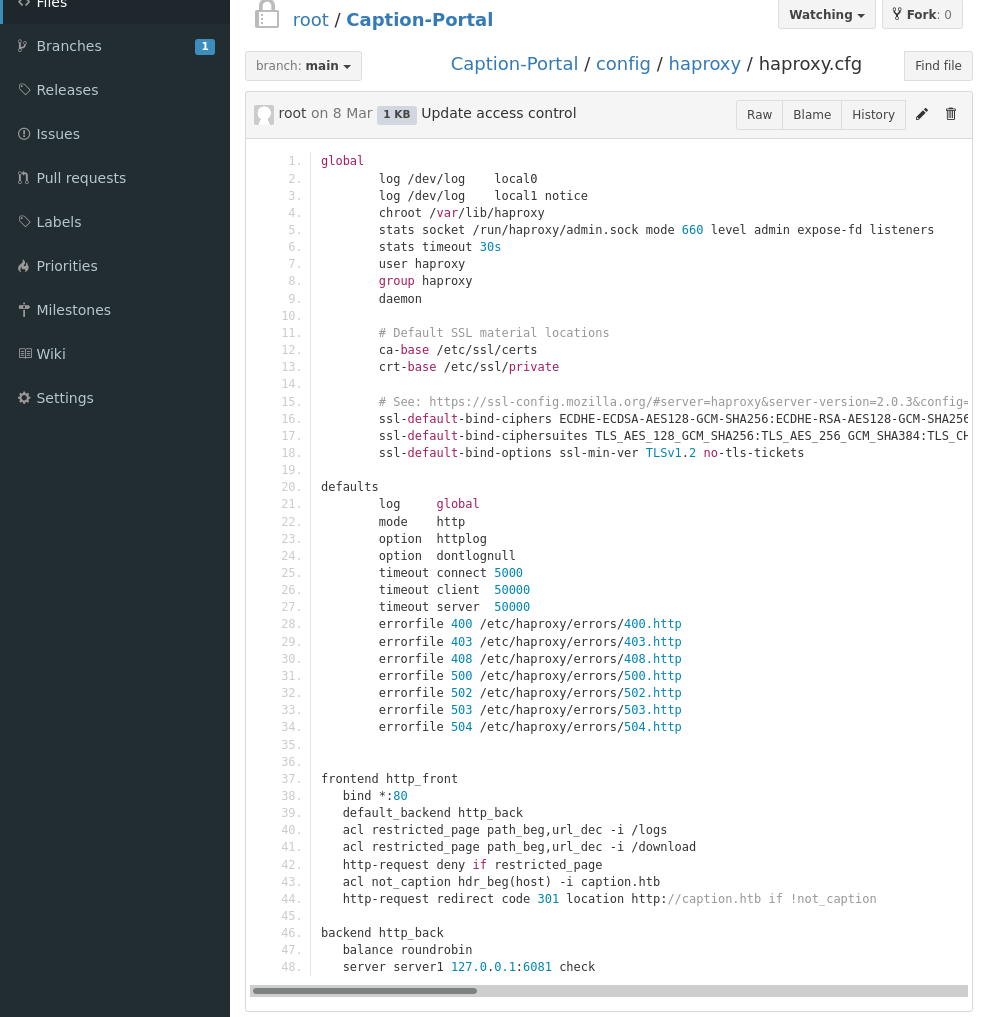 Files
Branches 1
Releases
Issues
Pull requests
Labels
Priorities
Milestones
Wiki
Settings
root / Caption-Portal
Watching
Fork: 0
branch: main
Caption-Portal / config / haproxy / haproxy.cfg
Find file
root on 8 Mar 1 KB Update access control
Raw Blame History
1. global
2.         log /dev/log    local0
3.         log /dev/log    local1 notice
4.         chroot /var/lib/haproxy
5.         stats socket /run/haproxy/admin.sock mode 660 level admin expose-fd listeners
6.         stats timeout 30s
7.         user haproxy
8.         group haproxy
9.         daemon
10.
11.         # Default SSL material locations
12.         ca-base /etc/ssl/certs
13.         crt-base /etc/ssl/private
14.
15.         # See: https://ssl-config.mozilla.org/#server=haproxy&server-version=2.0.3&config=
16.         ssl-default-bind-ciphers ECDHE-ECDSA-AES128-GCM-SHA256:ECDHE-RSA-AES128-GCM-SHA256
17.         ssl-default-bind-ciphersuites TLS_AES_128_GCM_SHA256:TLS_AES_256_GCM_SHA384:TLS_CH
18.         ssl-default-bind-options ssl-min-ver TLSv1.2 no-tls-tickets
19.
20. defaults
21.         log     global
22.         mode    http
23.         option  httplog
24.         option  dontlognull
25.         timeout connect 5000
26.         timeout client  50000
27.         timeout server  50000
28.         errorfile 400 /etc/haproxy/errors/400.http
29.         errorfile 403 /etc/haproxy/errors/403.http
30.         errorfile 408 /etc/haproxy/errors/408.http
31.         errorfile 500 /etc/haproxy/errors/500.http
32.         errorfile 502 /etc/haproxy/errors/502.http
33.         errorfile 503 /etc/haproxy/errors/503.http
34.         errorfile 504 /etc/haproxy/errors/504.http
35.
36.
37. frontend http_front
38.    bind *:80
39.    default_backend http_back
40.    acl restricted_page path_beg,url_dec -i /logs
41.    acl restricted_page path_beg,url_dec -i /download
42.    http-request deny if restricted_page
43.    acl not_caption hdr_beg(host) -i caption.htb
44.    http-request redirect code 301 location http://caption.htb if !not_caption
45.
46. backend http_back
47.    balance roundrobin
48.    server server1 127.0.0.1:6081 check